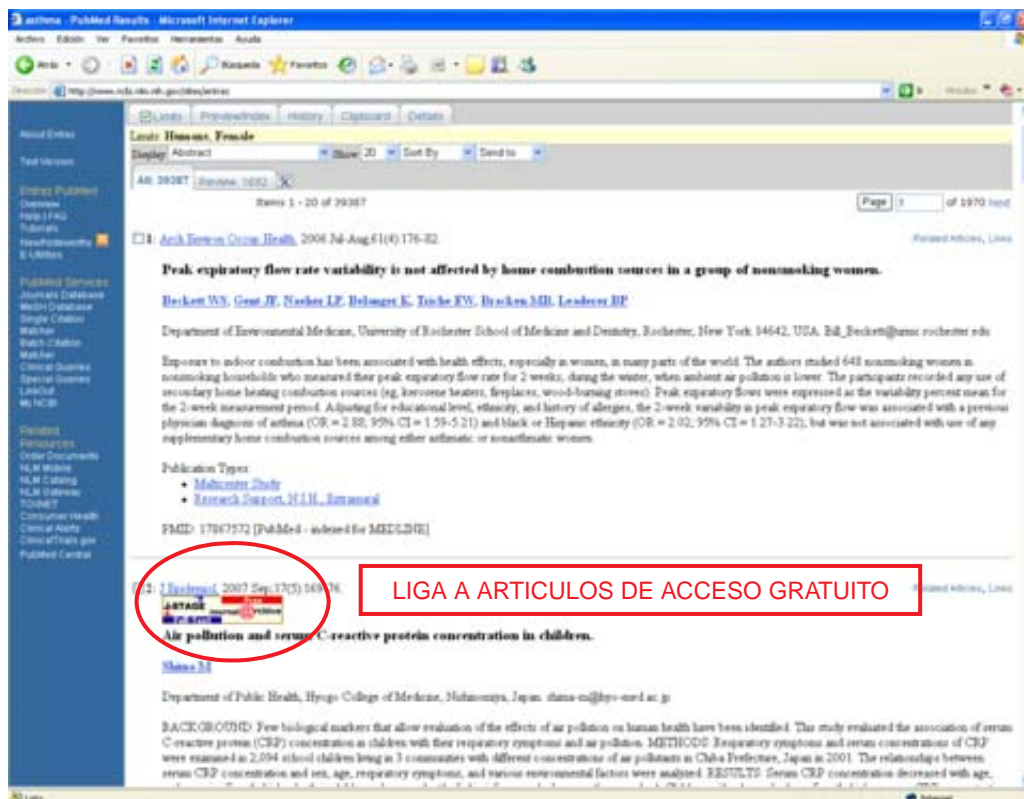 asthma - PubMed Results - Microsoft Internet Explorer
Archivo Edición Ver Favoritos Herramientas Ayuda
Atrás Búsqueda Favoritos
Dirección http://www.ncbi.nlm.nih.gov/sites/entrez
Limits Preview/Index History Clipboard Details
Limits: Humans, Female
Display Abstract Show 20 Sort By Send to
All: 39387 Review: 1692
Items 1 - 20 of 39387 Page of 1970 Next
About Entrez
Text Version
Entrez PubMed
Overview
Help | FAQ
Tutorials
New/Noteworthy
E-Utilities
PubMed Services
Journals Database
MeSH Database
Single Citation
Matcher
Batch Citation
Matcher
Clinical Queries
Special Queries
LinkOut
My NCBI
Related
Resources
Order Documents
NLM Mobile
NLM Catalog
NLM Gateway
TOXNET
Consumer Health
Clinical Alerts
ClinicalTrials.gov
PubMed Central
1: Arch Environ Occup Health. 2006 Jul-Aug;61(4):176-82. Related Articles, Links
Peak expiratory flow rate variability is not affected by home combustion sources in a group of nonsmoking women.
Beckett WS, Gent JF, Naeher LP, Belanger K, Triche EW, Bracken MB, Leaderer BP
Department of Environmental Medicine, University of Rochester School of Medicine and Dentistry, Rochester, New York 14642, USA. Bill_Beckett@urmc.rochester.edu
Exposure to indoor combustion has been associated with health effects, especially in women, in many parts of the world. The authors studied 648 nonsmoking women in
nonsmoking households who measured their peak expiratory flow rate for 2 weeks, during the winter, when ambient air pollution is lower. The participants recorded any use of
secondary home heating combustion sources (eg, kerosene heaters, fireplaces, wood-burning stoves). Peak expiratory flows were expressed as the variability percent mean for
the 2-week measurement period. Adjusting for educational level, ethnicity, and history of allergies, the 2-week variability in peak expiratory flow was associated with a previous
physician diagnosis of asthma (OR = 2.88; 95% CI = 1.59-5.21) and black or Hispanic ethnicity (OR = 2.02; 95% CI = 1.27-3.22), but was not associated with use of any
supplementary home combustion sources among either asthmatic or nonasthmatic women.
Publication Types:
Multicenter Study
Research Support, N.I.H., Extramural
PMID: 17867572 [PubMed - indexed for MEDLINE]
2: J Epidemiol. 2007 Sep;17(5):169-76. Related Articles, Links
LIGA A ARTICULOS DE ACCESO GRATUITO
J-STAGE Free
Journal @rchive
Air pollution and serum C-reactive protein concentration in children.
Shima M
Department of Public Health, Hyogo College of Medicine, Nishinomiya, Japan. shima-m@hyo-med.ac.jp
BACKGROUND: Few biological markers that allow evaluation of the effects of air pollution on human health have been identified. This study evaluated the association of serum
C-reactive protein (CRP) concentration in children with their respiratory symptoms and air pollution. METHODS: Respiratory symptoms and serum concentrations of CRP
were examined in 2,094 school children living in 3 communities with different concentrations of air pollutants in Chiba Prefecture, Japan in 2001. The relationships between
serum CRP concentration and sex, age, respiratory symptoms, and various environmental factors were analyzed. RESULTS: Serum CRP concentration decreased with age,
Internet